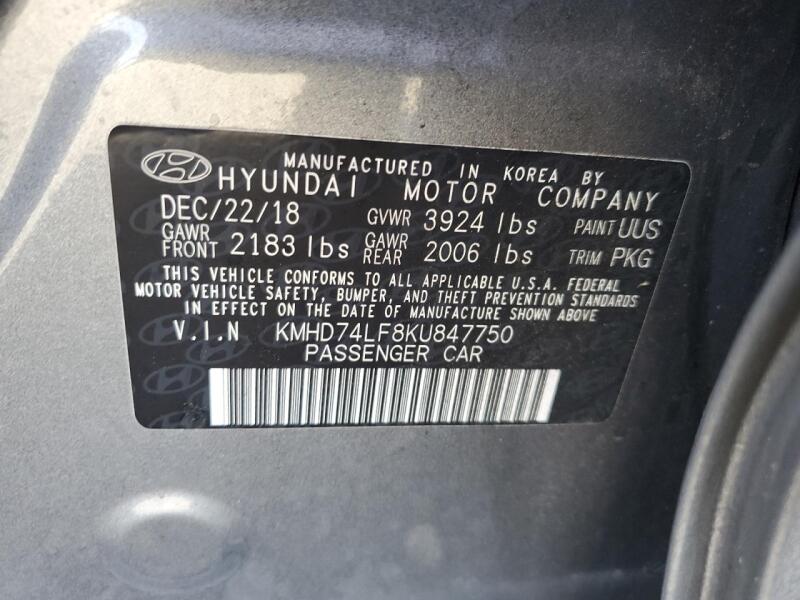 MANUFACTURED IN KOREA BY
HYUNDAI MOTOR COMPANY
DEC/22/18 GVWR 3924 lbs PAINT UUS
GAWR FRONT 2183 lbs GAWR REAR 2006 lbs TRIM PKG
THIS VEHICLE CONFORMS TO ALL APPLICABLE U.S.A. FEDERAL
MOTOR VEHICLE SAFETY, BUMPER, AND THEFT PREVENTION STANDARDS
IN EFFECT ON THE DATE OF MANUFACTURE SHOWN ABOVE
V.I.N KMHD74LF8KU847750
PASSENGER CAR